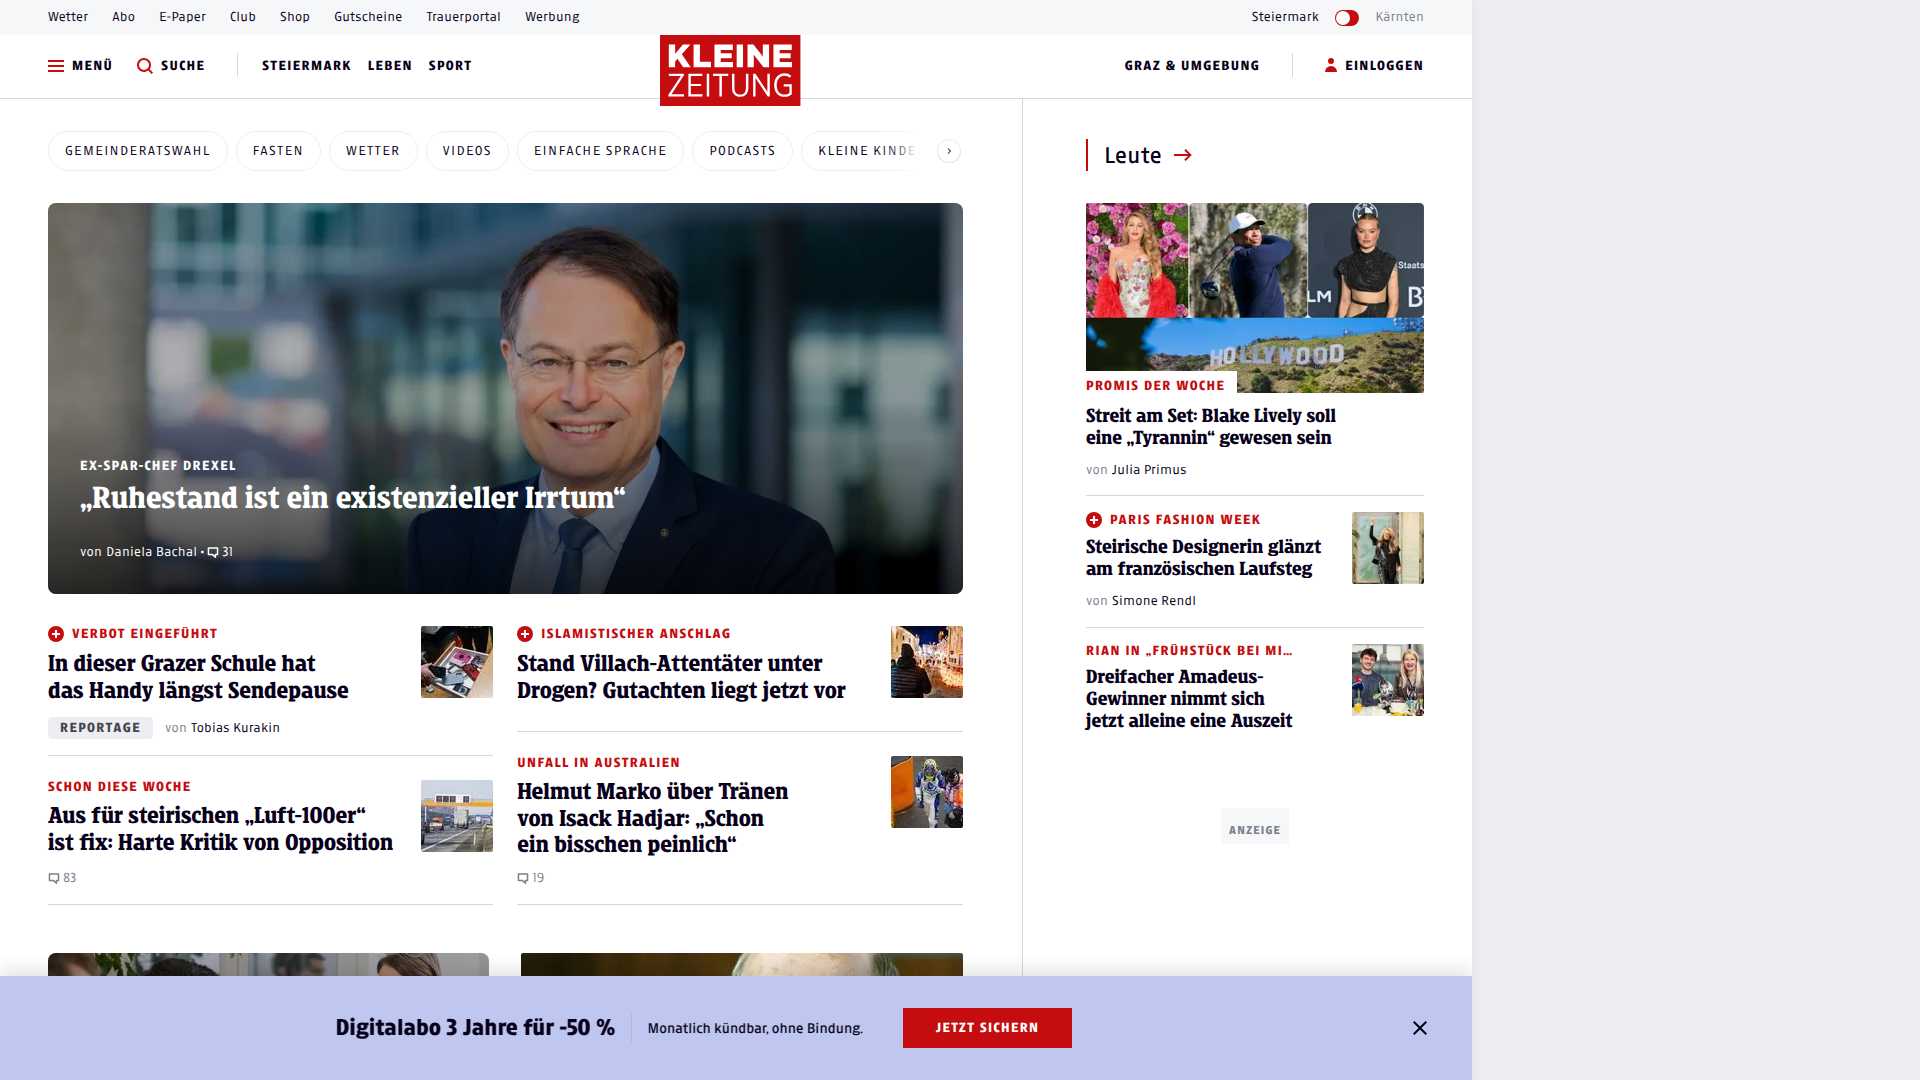 Wetter Abo E-Paper Club Shop Gutscheine Trauerportal Werbung Steiermark Kärnten
MENÜ SUCHE STEIERMARK LEBEN SPORT KLEINE ZEITUNG GRAZ & UMGEBUNG EINLOGGEN
GEMEINDERATSWAHL FASTEN WETTER VIDEOS EINFACHE SPRACHE PODCASTS KLEINE KINDE
EX-SPAR-CHEF DREXEL
„Ruhestand ist ein existenzieller Irrtum“
von Daniela Bachal • 31
VERBOT EINGEFÜHRT
In dieser Grazer Schule hat
das Handy längst Sendepause
REPORTAGE von Tobias Kurakin
SCHON DIESE WOCHE
Aus für steirischen „Luft-100er“
ist fix: Harte Kritik von Opposition
83
ISLAMISTISCHER ANSCHLAG
Stand Villach-Attentäter unter
Drogen? Gutachten liegt jetzt vor
UNFALL IN AUSTRALIEN
Helmut Marko über Tränen
von Isack Hadjar: „Schon
ein bisschen peinlich“
19
Leute
Staats
LM
HOLLYWOOD
PROMIS DER WOCHE
Streit am Set: Blake Lively soll
eine „Tyrannin“ gewesen sein
von Julia Primus
PARIS FASHION WEEK
Steirische Designerin glänzt
am französischen Laufsteg
von Simone Rendl
RIAN IN „FRÜHSTÜCK BEI MI...
Dreifacher Amadeus-
Gewinner nimmt sich
jetzt alleine eine Auszeit
ANZEIGE
Digitalabo 3 Jahre für -50 % Monatlich kündbar, ohne Bindung. JETZT SICHERN